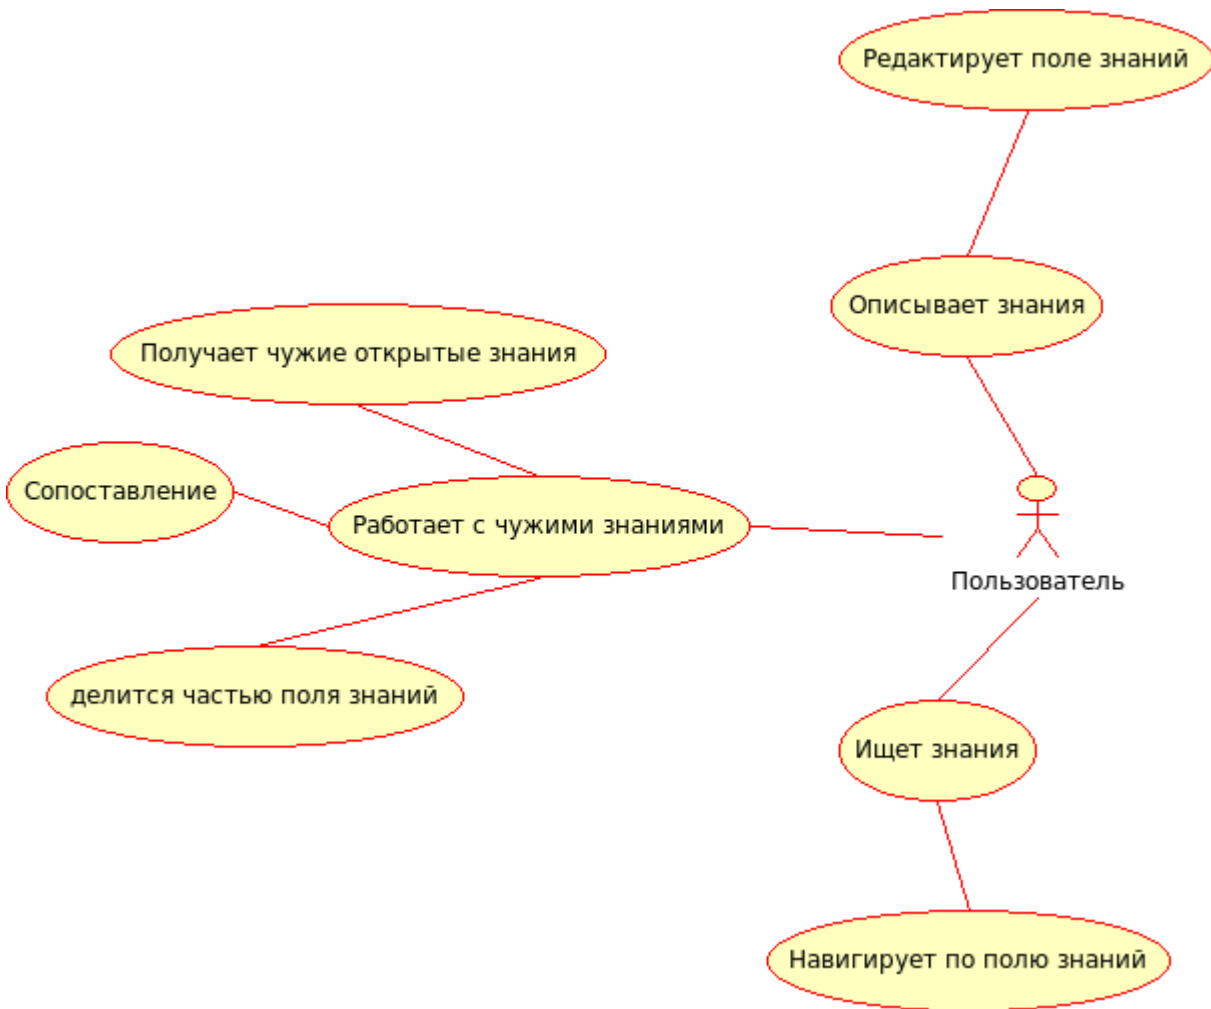 Редактирует поле знаний
Описывает знания
Получает чужие открытые знания
Сопоставление
Работает с чужими знаниями
Пользователь
делится частью поля знаний
Ищет знания
Навигирует по полю знаний